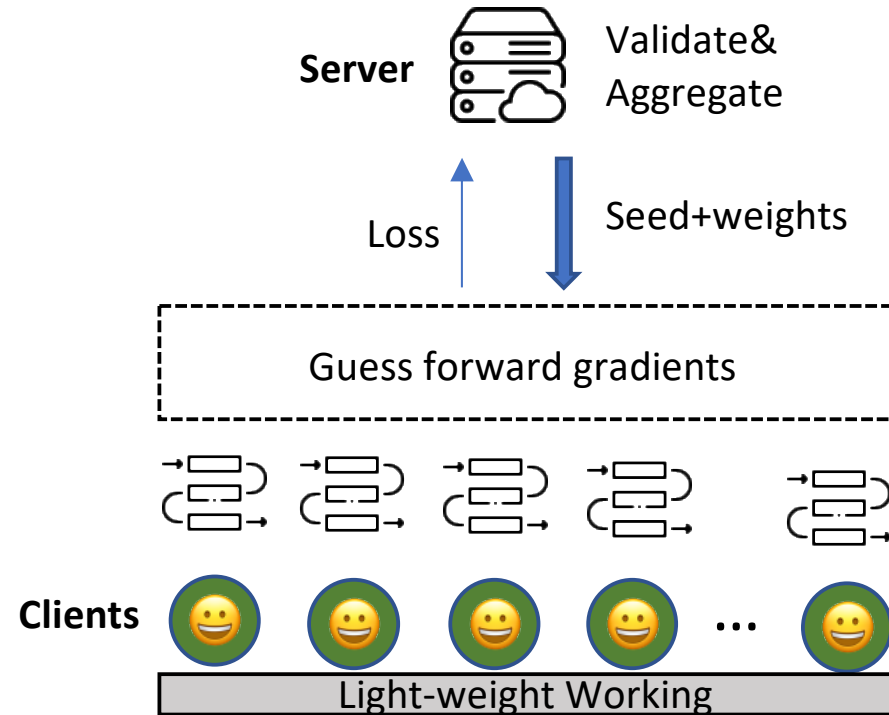 Server
Validate&
Aggregate
Loss
Seed+weights
Guess forward gradients
Clients
...
Light-weight Working